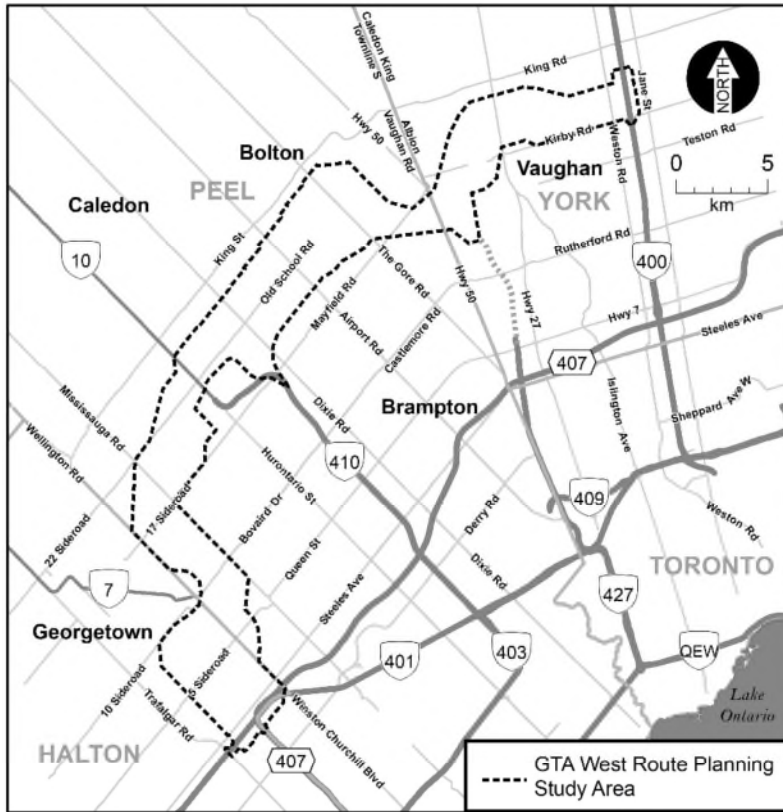 Caledon King
Townline S
King Rd
Jane St
NORTH
Hwy 50
Albion
Vaughan Rd
Kirby Rd
Weston Rd
Teston Rd
0 5
km
Bolton
Vaughan
PEEL
YORK
Caledon
King St
Old School Rd
The Gore Rd
Rutherford Rd
10
Mayfield Rd
Airport Rd
Castlemore Rd
Hwy 50
Hwy 27
400
Hwy 7
Steeles Ave
407
Mississauga Rd
Dixie Rd
Brampton
Islington Ave
Sheppard Ave W
Wellington Rd
Hurontario St
410
17 Sideroad
Bovaird Dr
Queen St
Derry Rd
409
Weston Rd
22 Sideroad
Steeles Ave
Dixie Rd
TORONTO
7
427
Georgetown
5 Sideroad
401
403
QEW
10 Sideroad
Trafalgar Rd
Winston Churchill Blvd
Lake
Ontario
HALTON
407
GTA West Route Planning
Study Area